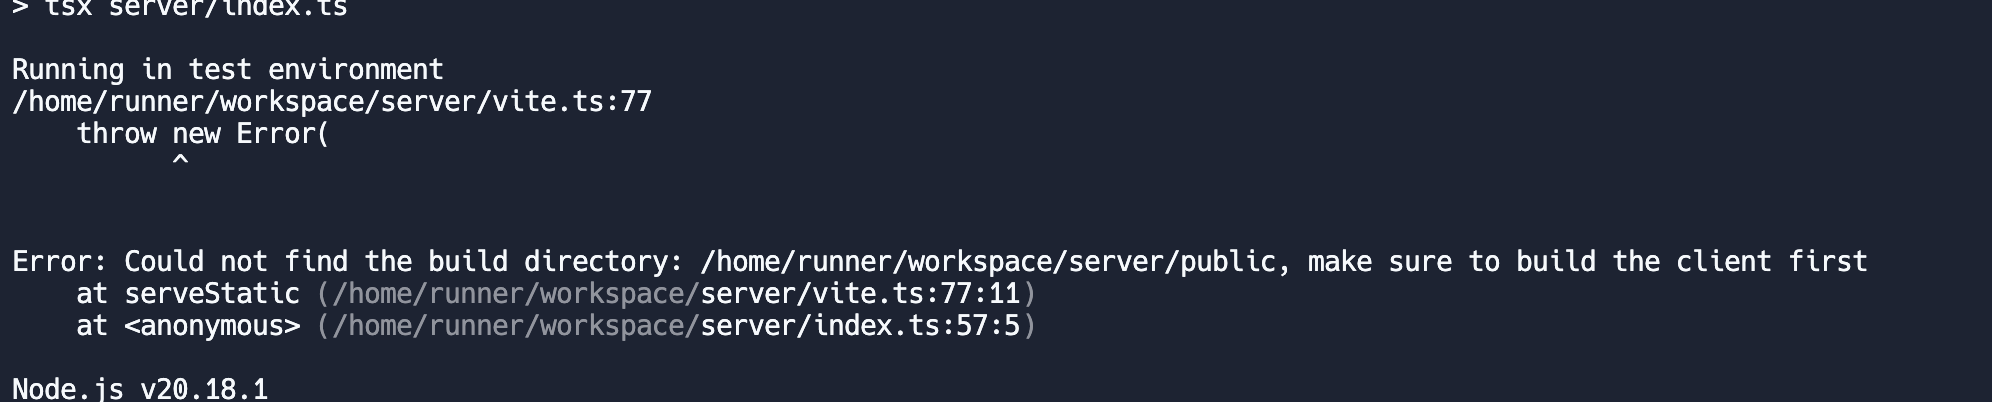 > tsx server/index.ts
Running in test environment
/home/runner/workspace/server/vite.ts:77
    throw new Error(
          ^
Error: Could not find the build directory: /home/runner/workspace/server/public, make sure to build the client first
    at serveStatic (/home/runner/workspace/server/vite.ts:77:11)
    at <anonymous> (/home/runner/workspace/server/index.ts:57:5)
Node.js v20.18.1